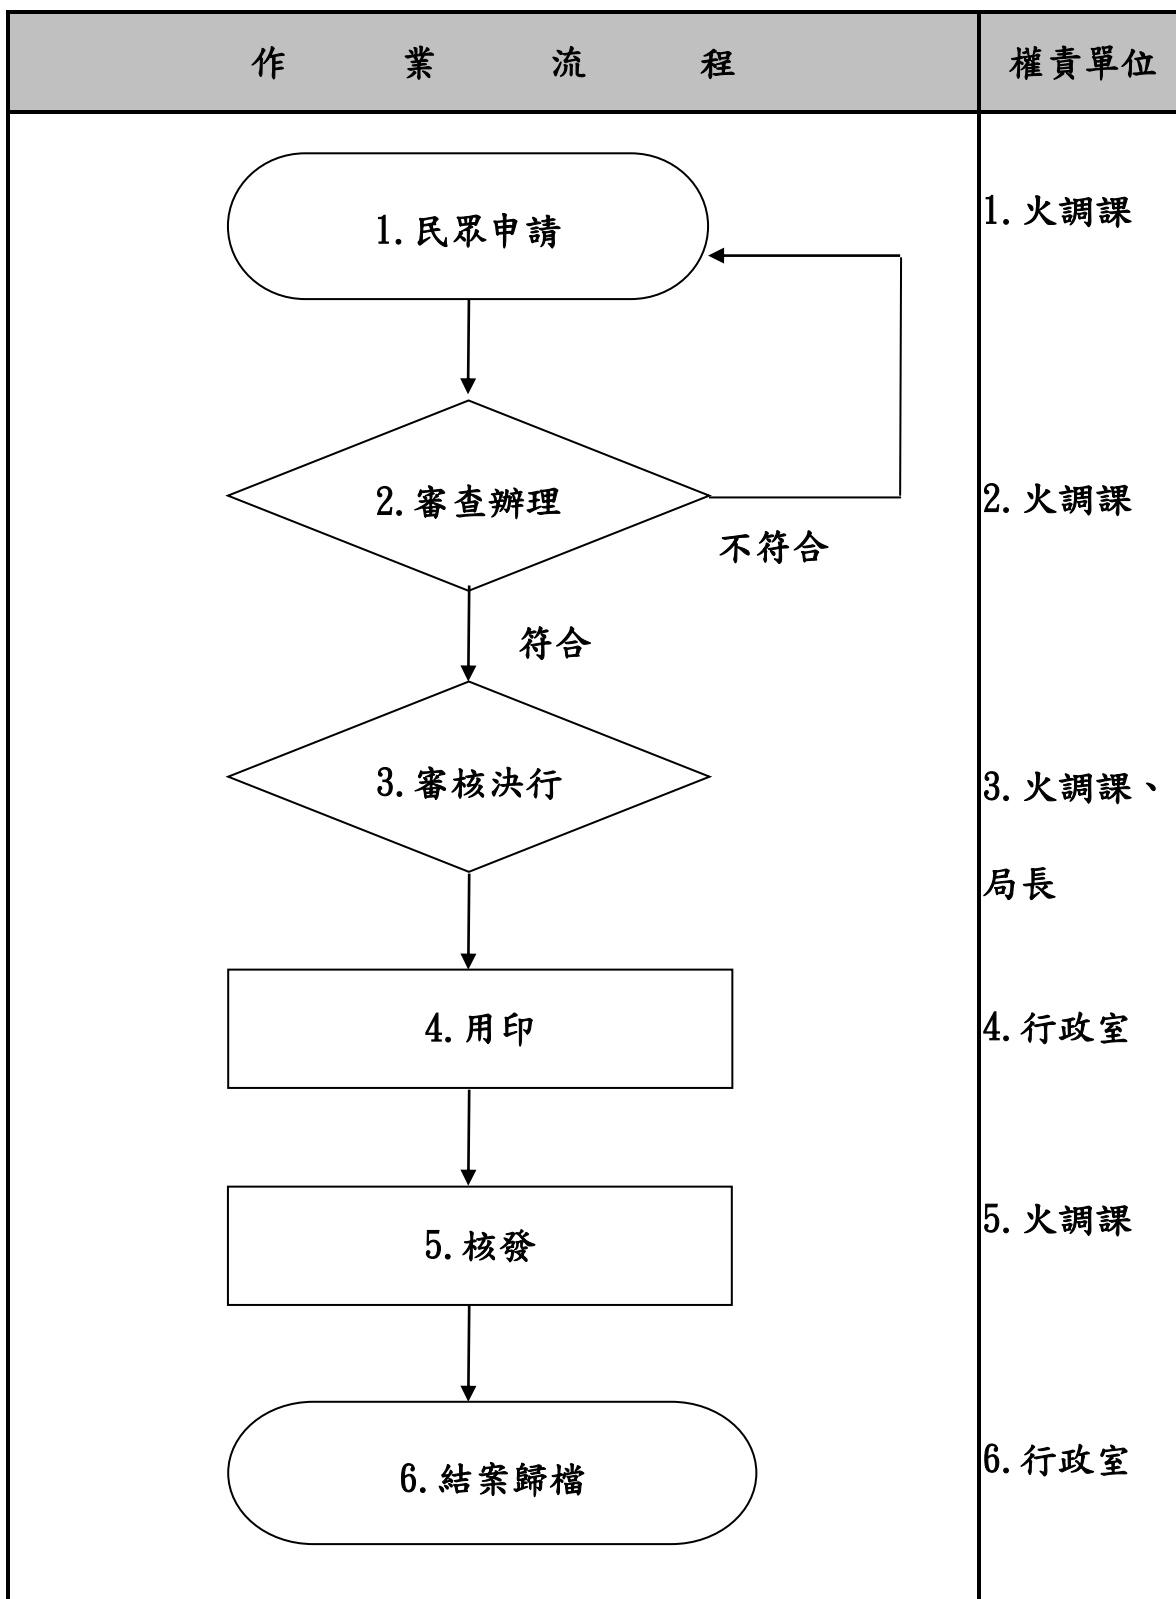 作業流程 權責單位
1.民眾申請
1.火調課
2.審查辦理
2.火調課
不符合
符合
3.審核決行
3.火調課、
局長
4.用印
4.行政室
5.核發
5.火調課
6.結案歸檔
6.行政室